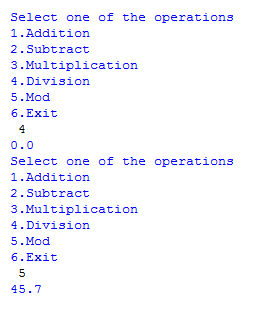 Select one of the operations
1.Addition
2.Subtract
3.Multiplication
4.Division
5.Mod
6.Exit
4
0.0
Select one of the operations
1.Addition
2.Subtract
3.Multiplication
4.Division
5.Mod
6.Exit
5
45.7